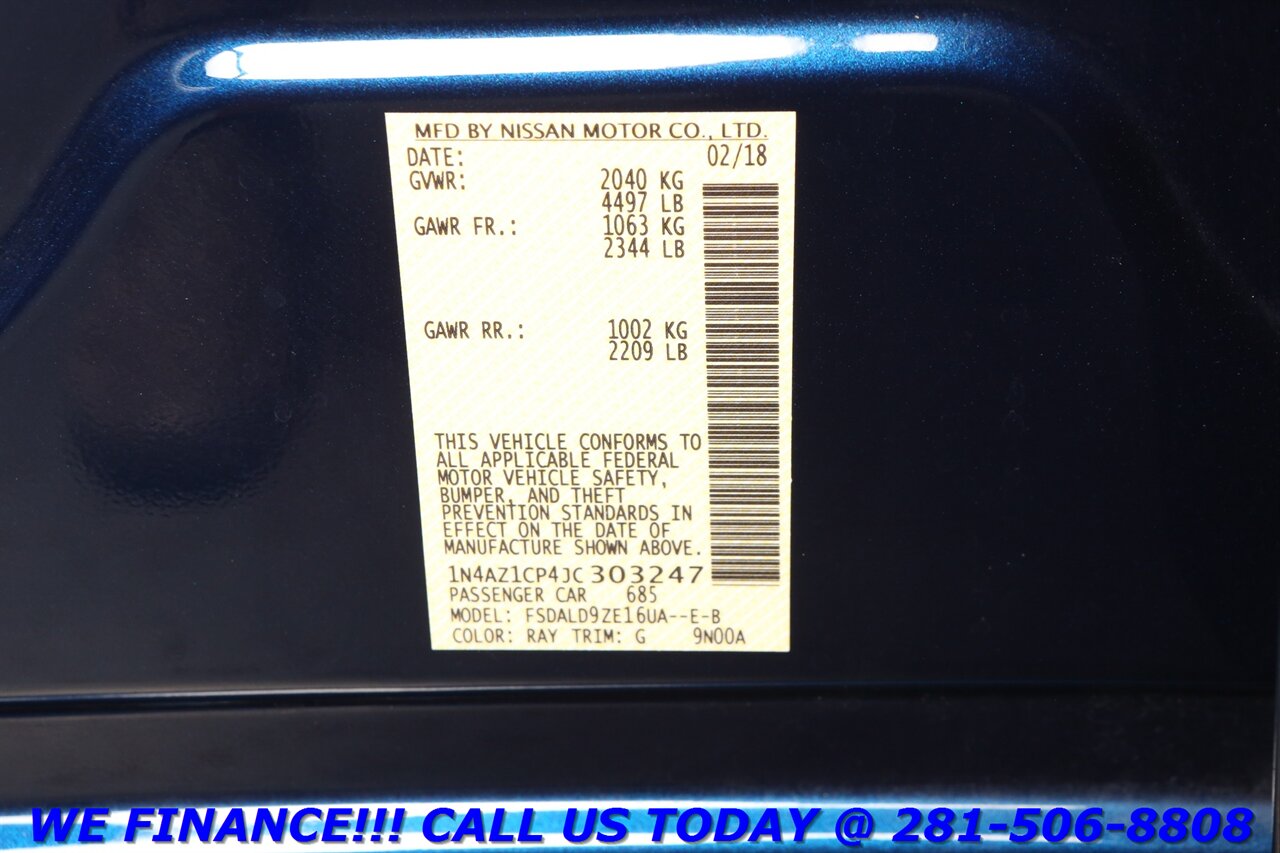 MFD BY NISSAN MOTOR CO., LTD.
DATE: 02/18
GVWR: 2040 KG
4497 LB
GAWR FR.: 1063 KG
2344 LB
GAWR RR.: 1002 KG
2209 LB
THIS VEHICLE CONFORMS TO
ALL APPLICABLE FEDERAL
MOTOR VEHICLE SAFETY,
BUMPER, AND THEFT
PREVENTION STANDARDS IN
EFFECT ON THE DATE OF
MANUFACTURE SHOWN ABOVE.
1N4AZ1CP4JC303247
PASSENGER CAR 685
MODEL: FSDALD9ZE16UA--E-B
COLOR: RAY TRIM: G 9N00A
WE FINANCE!!! CALL US TODAY @ 281-506-8808